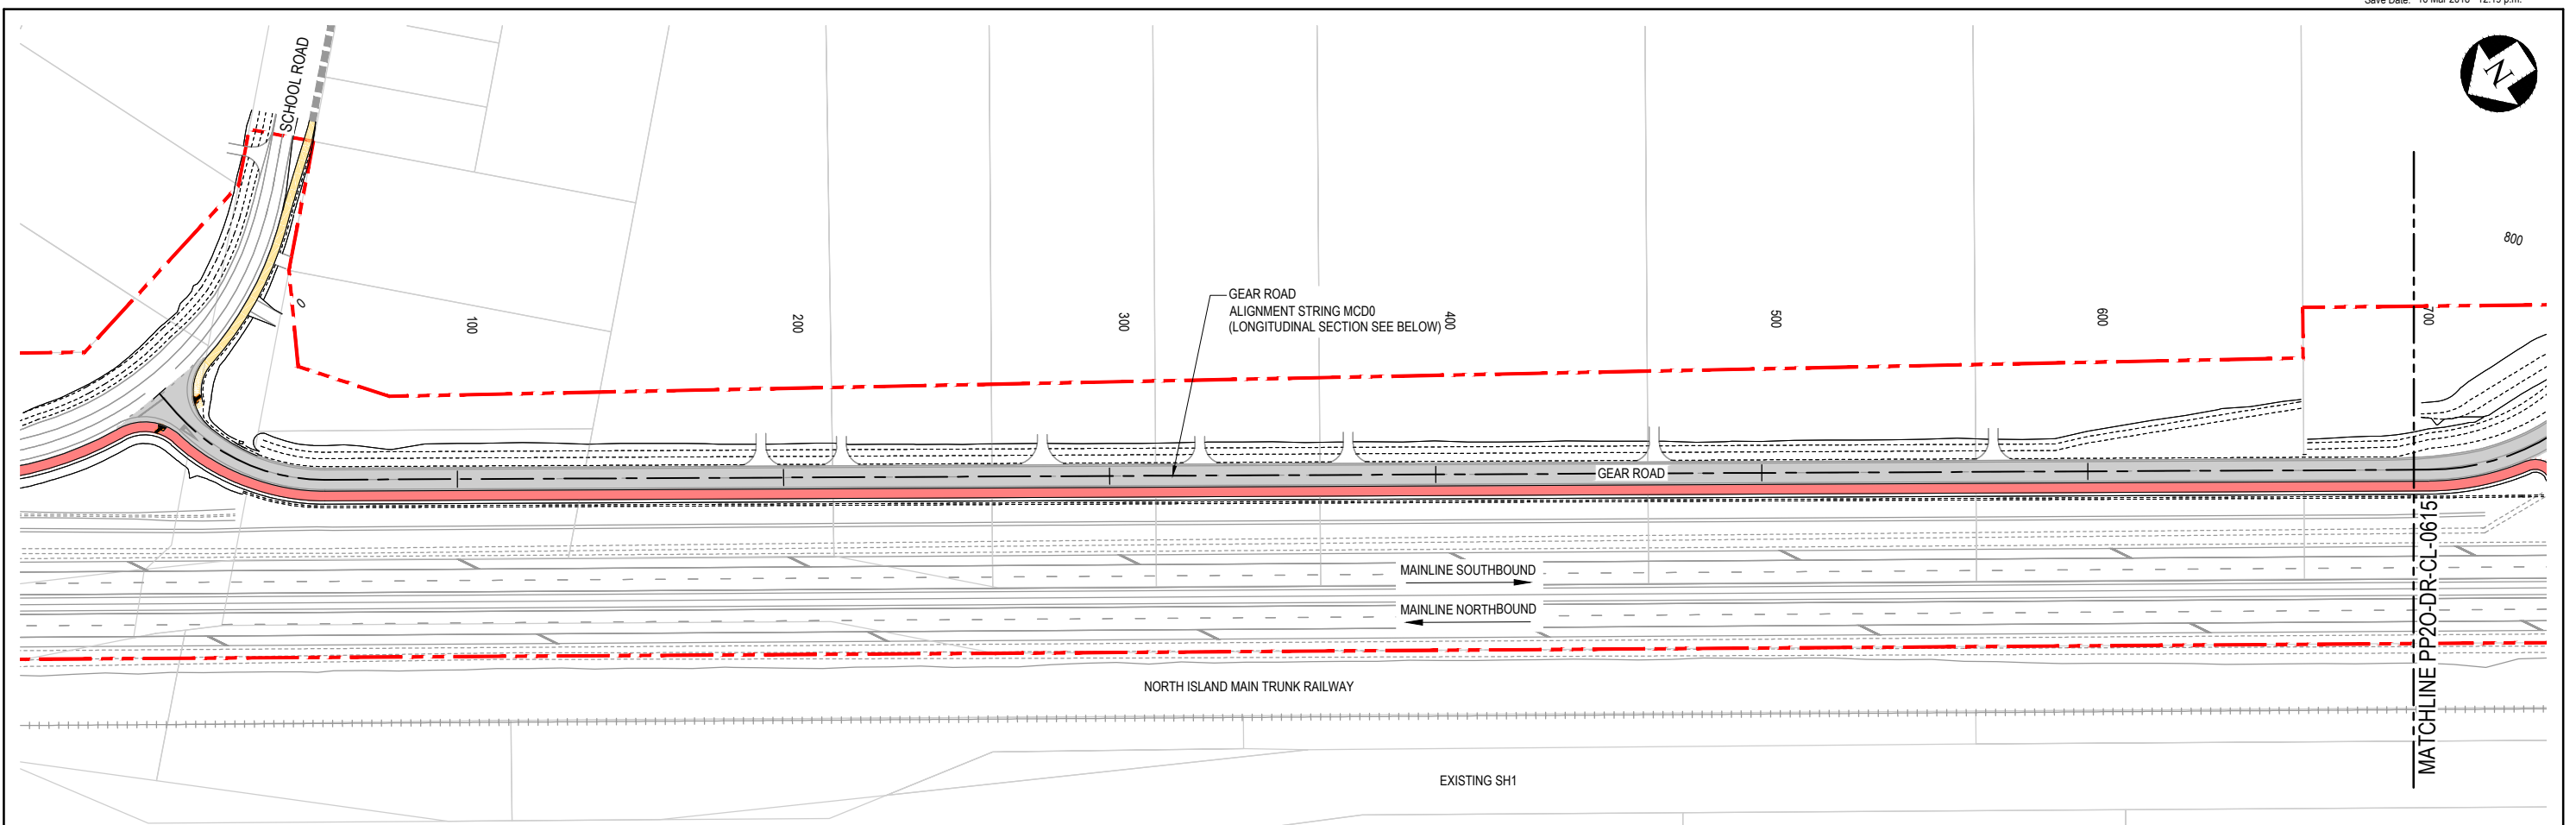 SCHOOL ROAD
N
0
100
200
300
400
500
600
700
800
GEAR ROAD
ALIGNMENT STRING MCD0
(LONGITUDINAL SECTION SEE BELOW)
GEAR ROAD
MAINLINE SOUTHBOUND
MAINLINE NORTHBOUND
MATCHLINE PP2O-DR-CL-0615
NORTH ISLAND MAIN TRUNK RAILWAY
EXISTING SH1